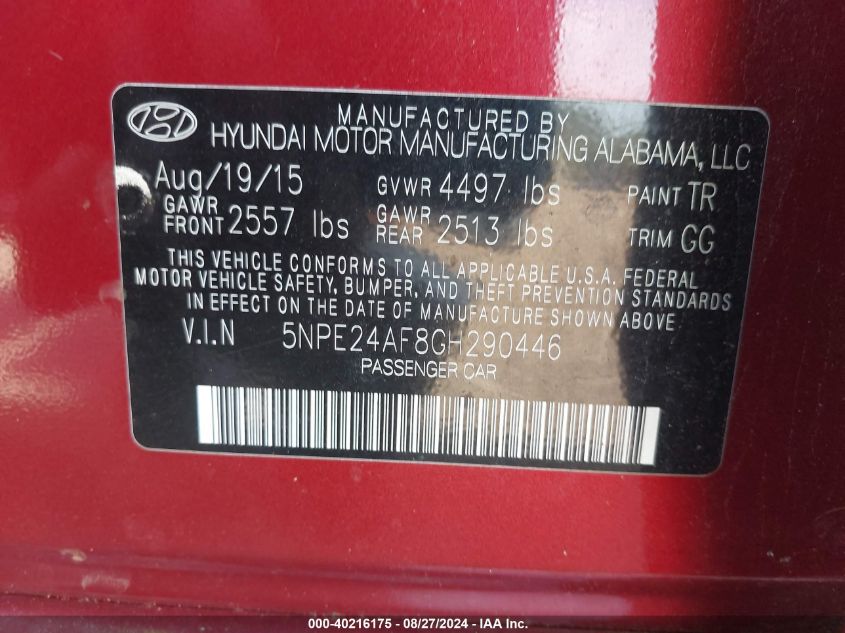 MANUFACTURED BY
HYUNDAI MOTOR MANUFACTURING ALABAMA, LLC
Aug/19/15 GVWR 4497 lbs PAINT TR
GAWR FRONT 2557 lbs GAWR REAR 2513 lbs TRIM GG
THIS VEHICLE CONFORMS TO ALL APPLICABLE U.S.A. FEDERAL
MOTOR VEHICLE SAFETY, BUMPER, AND THEFT PREVENTION STANDARDS
IN EFFECT ON THE DATE OF MANUFACTURE SHOWN ABOVE.
V.I.N 5NPE24AF8GH290446
PASSENGER CAR
000-40216175 - 08/27/2024 - IAA Inc.